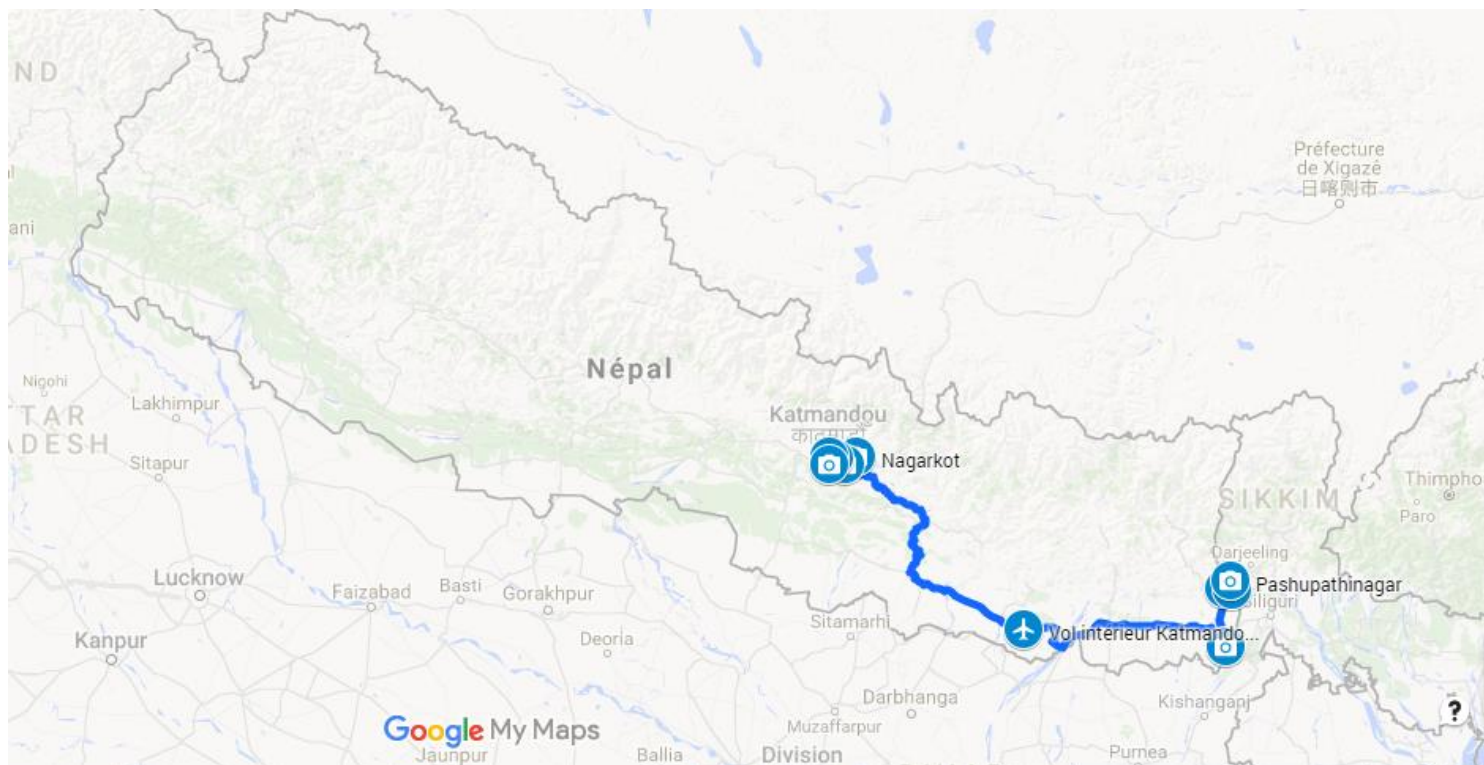 ND
Préfecture
de Xigazé
日喀则市
ani
Népal
Nigohi
Lakhimpur
TAR
ADESH
Sitapur
Katmandou
Nagarkot
SIKKIM
Thimpho
Paro
Darjeeling
Pashupathinagar
Siliguri
Lucknow
Faizabad
Basti
Gorakhpur
Deoria
Sitamarhi
Vol intérieur Katmando...
Kanpur
Darbhanga
Kishanganj
Muzaffarpur
Google My Maps
Jaunpur
Ballia
Division
Purnea
?